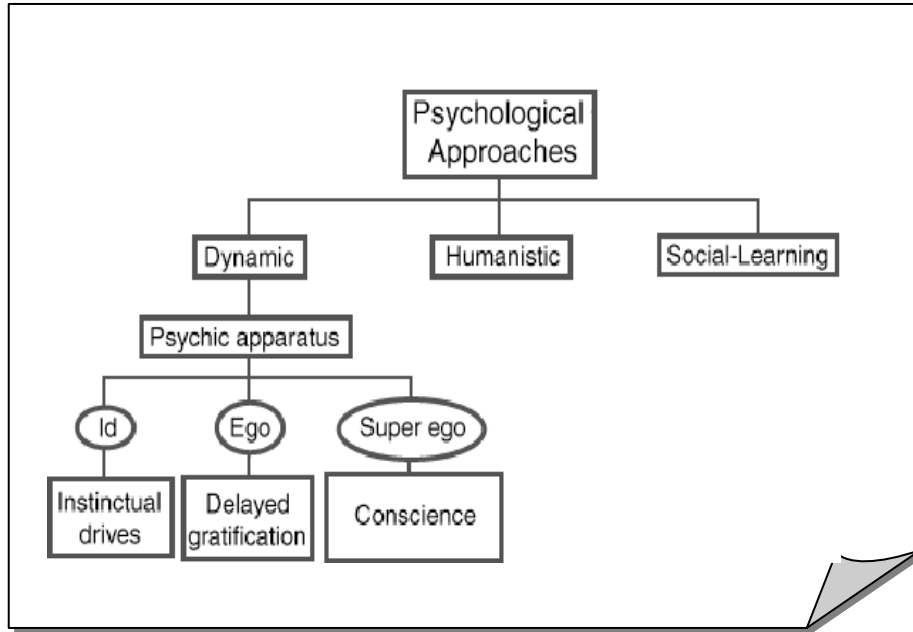 Psychological
Approaches
Dynamic
Humanistic
Social-Learning
Psychic apparatus
Id
Ego
Super ego
Instinctual
drives
Delayed
gratification
Conscience